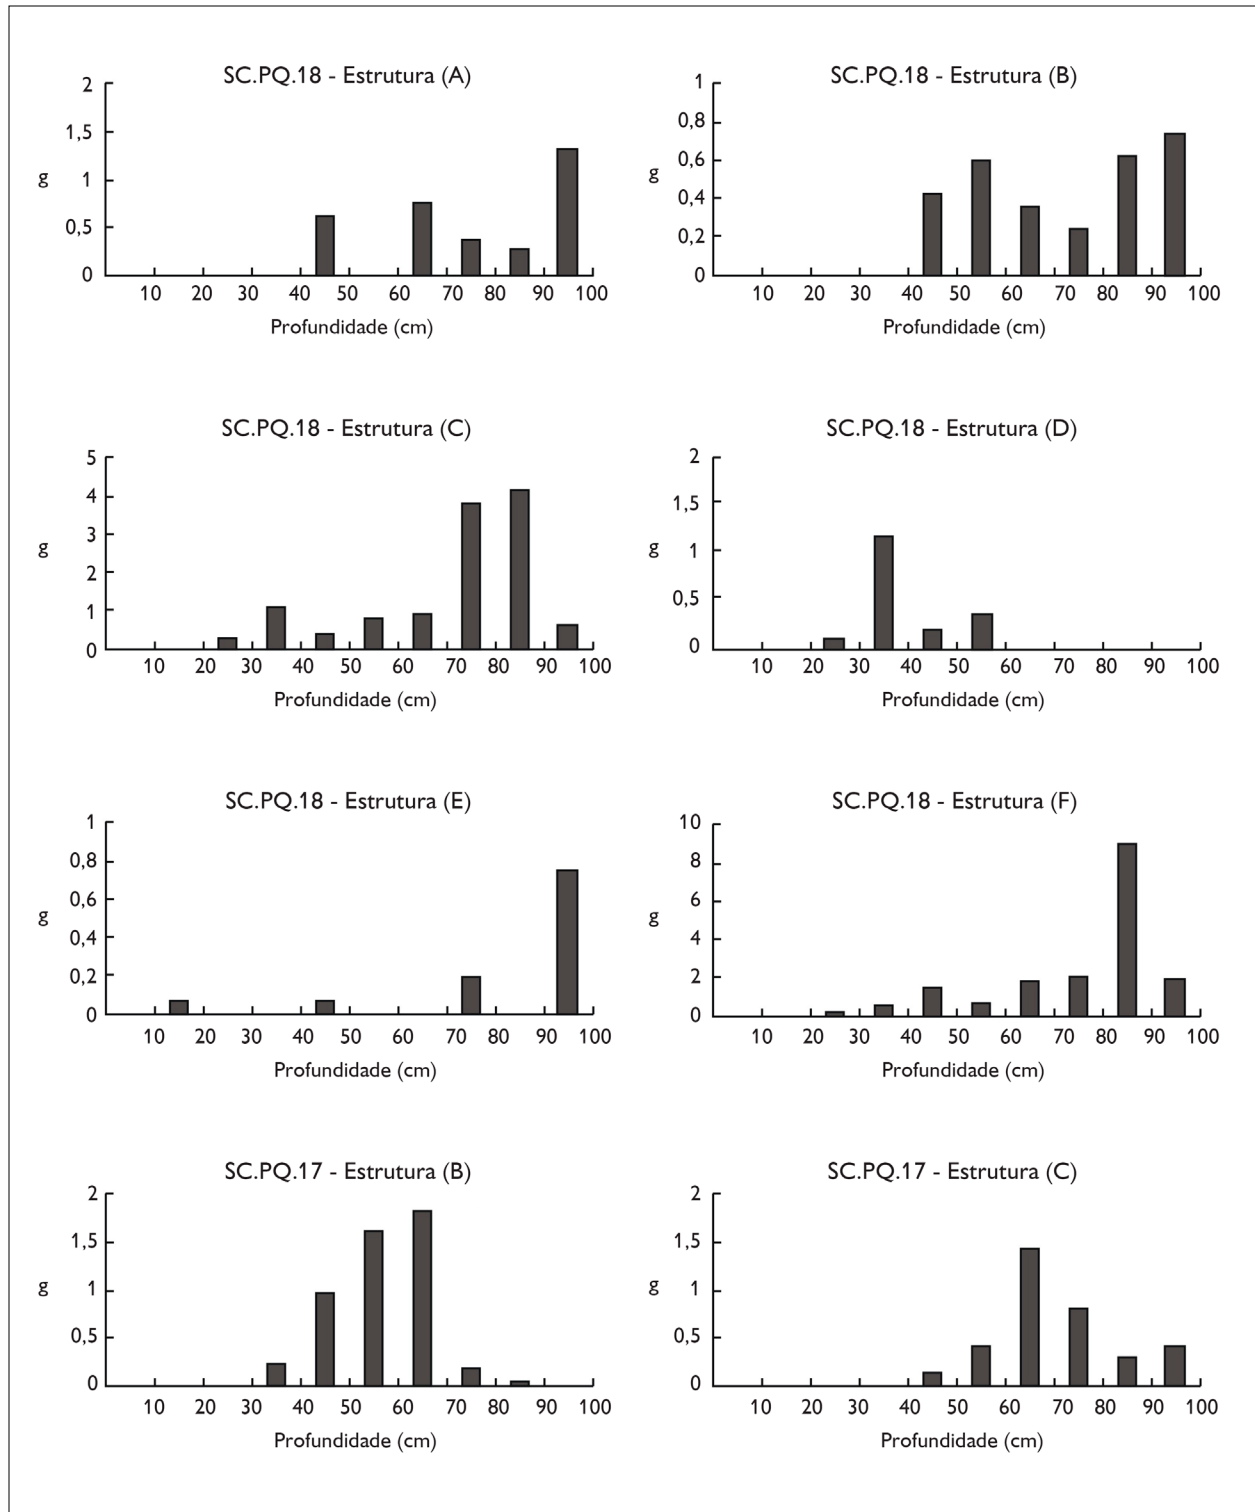 SC.PQ.18 - Estrutura (A)
2
1,5
1
0,5
0
g
10 20 30 40 50 60 70 80 90 100
Profundidade (cm)
SC.PQ.18 - Estrutura (B)
1
0,8
0,6
0,4
0,2
0
g
10 20 30 40 50 60 70 80 90 100
Profundidade (cm)
SC.PQ.18 - Estrutura (C)
5
4
3
2
1
0
g
10 20 30 40 50 60 70 80 90 100
Profundidade (cm)
SC.PQ.18 - Estrutura (D)
2
1,5
1
0,5
0
g
10 20 30 40 50 60 70 80 90 100
Profundidade (cm)
SC.PQ.18 - Estrutura (E)
1
0,8
0,6
0,4
0,2
0
g
10 20 30 40 50 60 70 80 90 100
Profundidade (cm)
SC.PQ.18 - Estrutura (F)
10
8
6
4
2
0
g
10 20 30 40 50 60 70 80 90 100
Profundidade (cm)
SC.PQ.17 - Estrutura (B)
2
1,5
1
0,5
0
g
10 20 30 40 50 60 70 80 90 100
Profundidade (cm)
SC.PQ.17 - Estrutura (C)
2
1,5
1
0,5
0
g
10 20 30 40 50 60 70 80 90 100
Profundidade (cm)